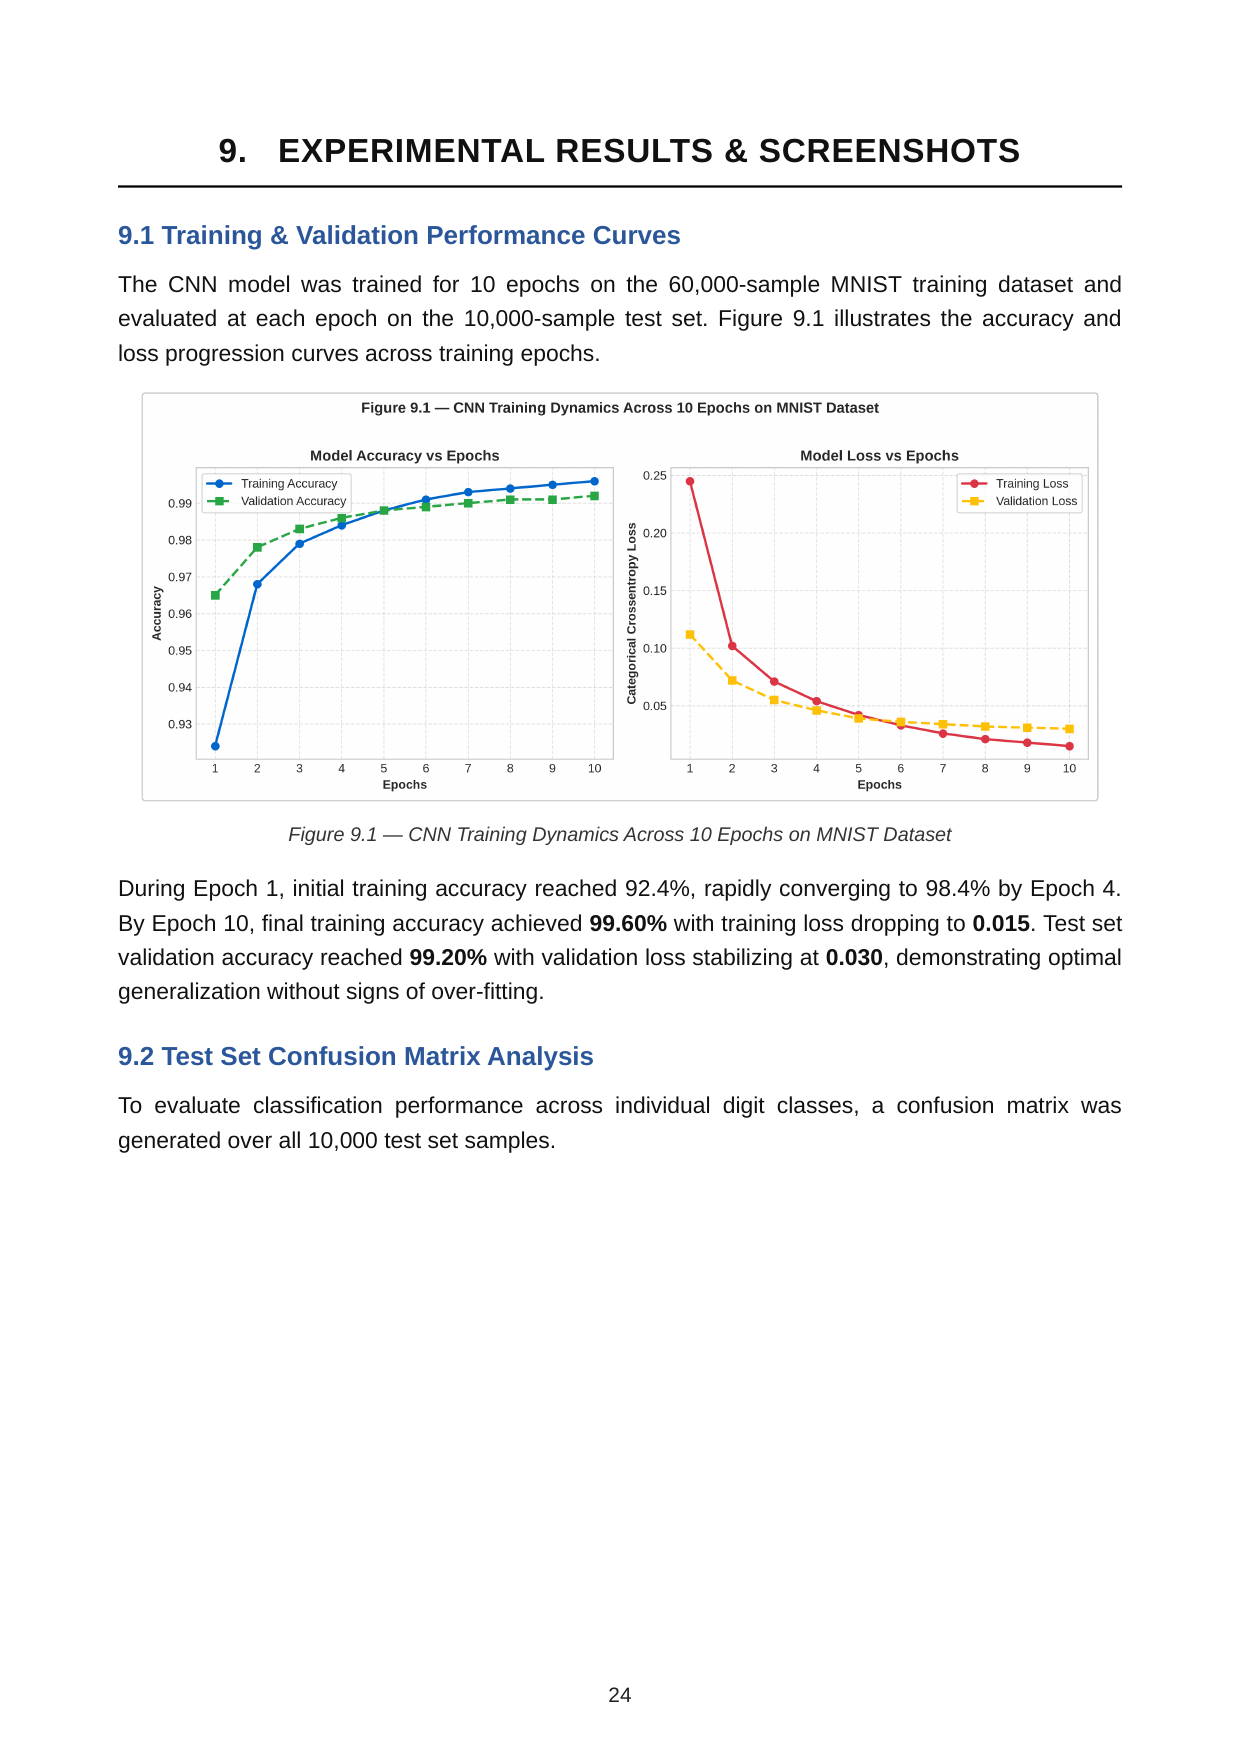 9. EXPERIMENTAL RESULTS & SCREENSHOTS
9.1 Training & Validation Performance Curves
The CNN model was trained for 10 epochs on the 60,000-sample MNIST training dataset and
evaluated at each epoch on the 10,000-sample test set. Figure 9.1 illustrates the accuracy and
loss progression curves across training epochs.
Figure 9.1 — CNN Training Dynamics Across 10 Epochs on MNIST Dataset
Model Accuracy vs Epochs
Training Accuracy
Validation Accuracy
0.99
0.98
0.97
0.96
0.95
0.94
0.93
Accuracy
1 2 3 4 5 6 7 8 9 10
Epochs
Model Loss vs Epochs
Training Loss
Validation Loss
0.25
0.20
0.15
0.10
0.05
Categorical Crossentropy Loss
1 2 3 4 5 6 7 8 9 10
Epochs
Figure 9.1 — CNN Training Dynamics Across 10 Epochs on MNIST Dataset
During Epoch 1, initial training accuracy reached 92.4%, rapidly converging to 98.4% by Epoch 4.
By Epoch 10, final training accuracy achieved 99.60% with training loss dropping to 0.015. Test set
validation accuracy reached 99.20% with validation loss stabilizing at 0.030, demonstrating optimal
generalization without signs of over-fitting.
9.2 Test Set Confusion Matrix Analysis
To evaluate classification performance across individual digit classes, a confusion matrix was
generated over all 10,000 test set samples.
24